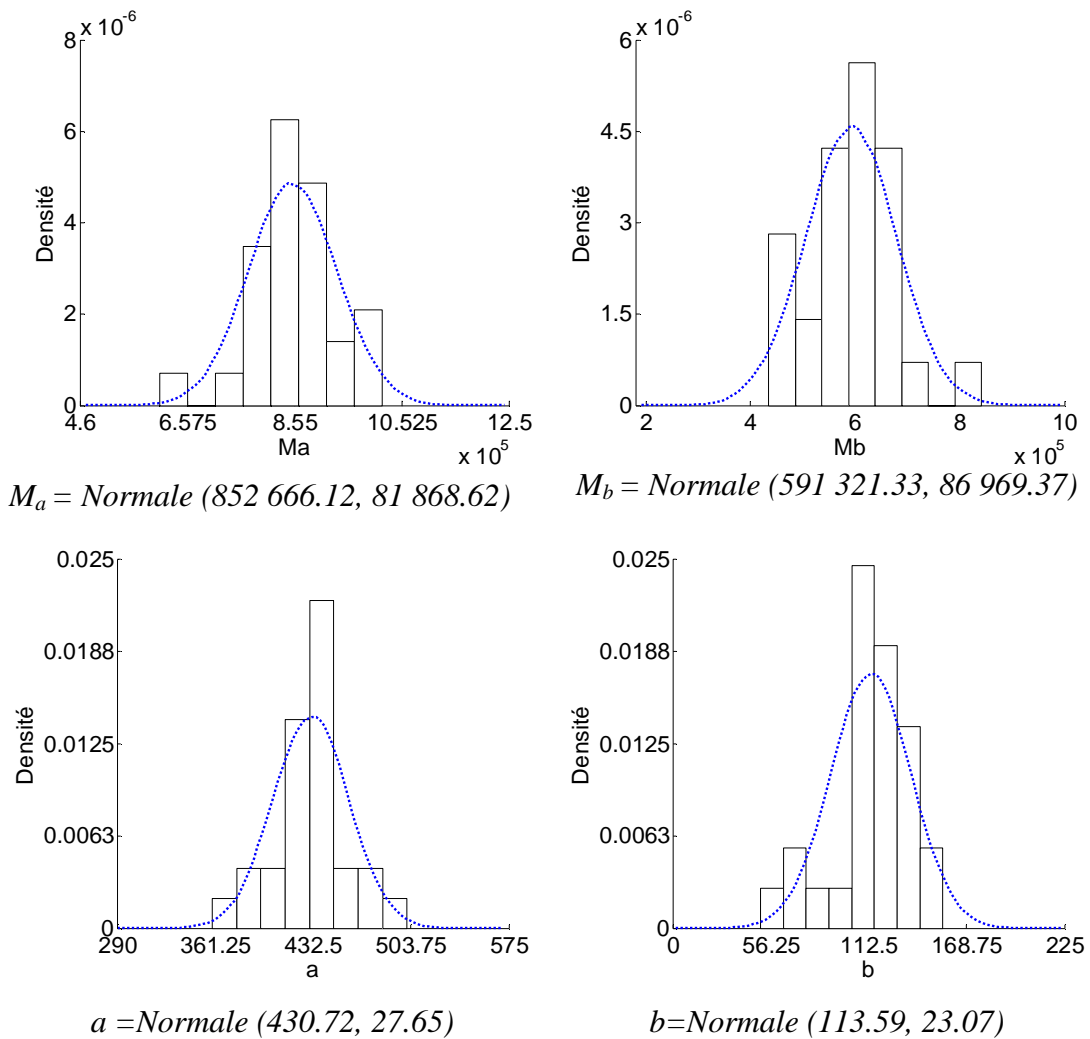 x 10^-6
8
6
4
2
0
Densité
4.6 6.575 8.55 10.525 12.5
Ma
x 10^5
M_a = Normale (852 666.12, 81 868.62)
x 10^-6
6
4.5
3
1.5
0
Densité
2 4 6 8 10
Mb
x 10^5
M_b = Normale (591 321.33, 86 969.37)
0.025
0.0188
0.0125
0.0063
0
Densité
290 361.25 432.5 503.75 575
a
a =Normale (430.72, 27.65)
0.025
0.0188
0.0125
0.0063
0
Densité
0 56.25 112.5 168.75 225
b
b=Normale (113.59, 23.07)